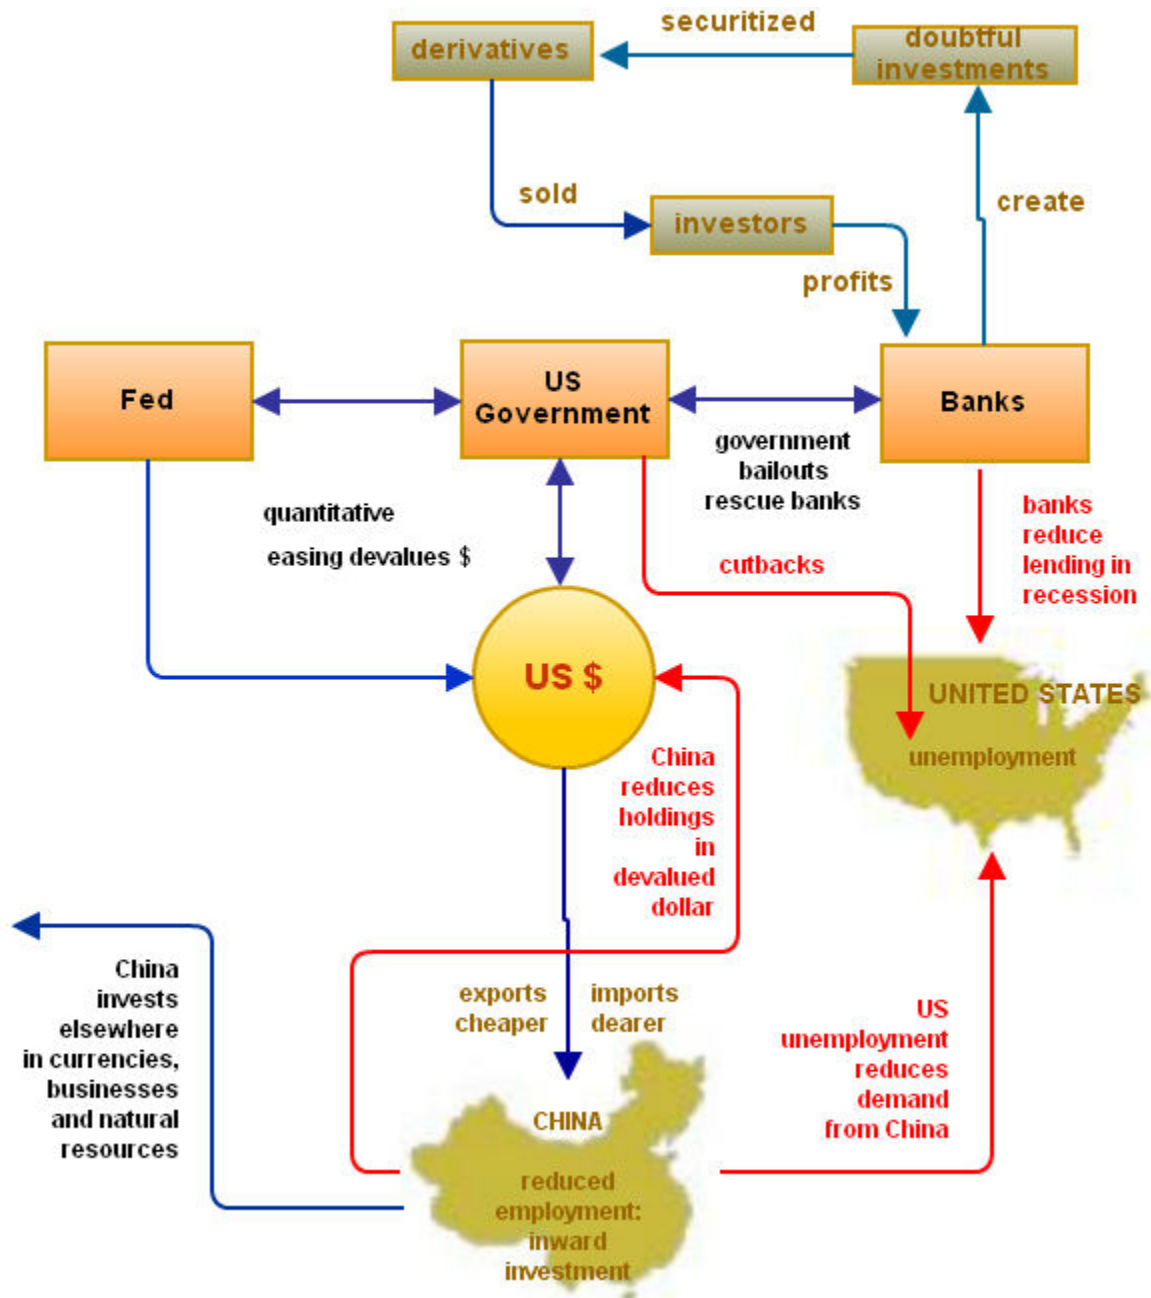 securitized
derivatives
doubtful
investments
sold
create
investors
profits
Fed
US
Government
Banks
government
bailouts
rescue banks
quantitative
easing devalues $
cutbacks
banks
reduce
lending in
recession
US $
UNITED STATES
unemployment
China
reduces
holdings
in
devalued
dollar
China
invests
elsewhere
in currencies,
businesses
and natural
resources
exports
cheaper
imports
dearer
US
unemployment
reduces
demand
from China
CHINA
reduced
employment:
inward
investment